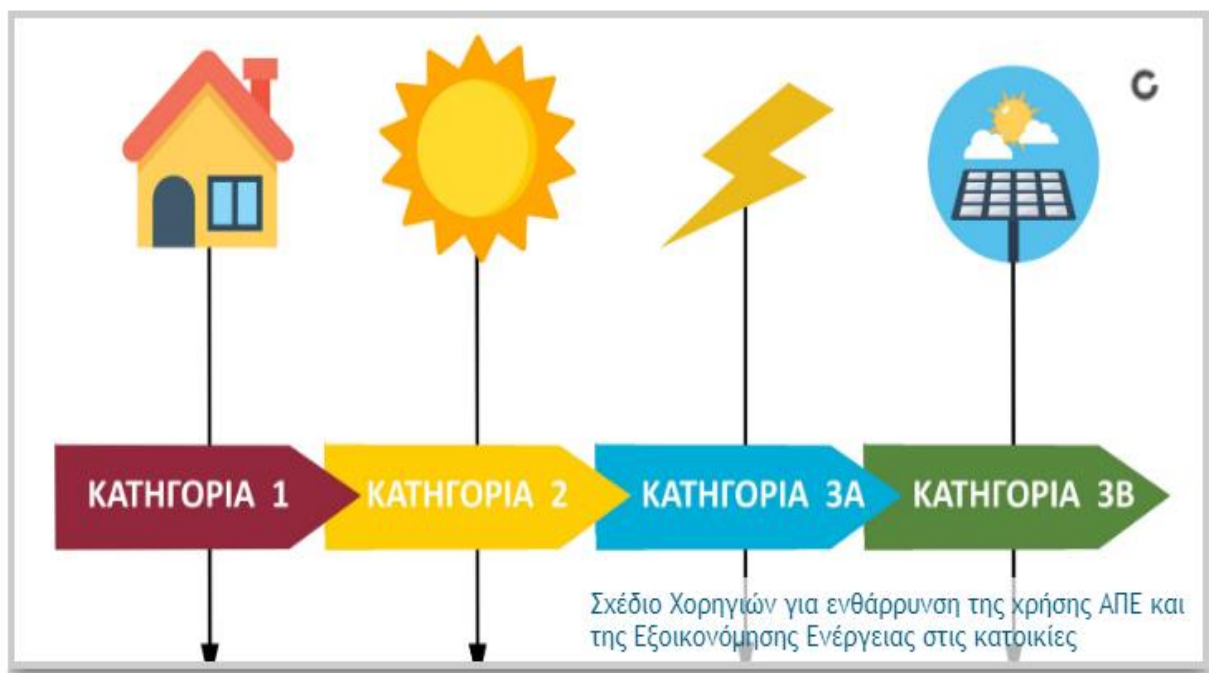 ΚΑΤΗΓΟΡΙΑ 1
ΚΑΤΗΓΟΡΙΑ 2
ΚΑΤΗΓΟΡΙΑ 3Α
ΚΑΤΗΓΟΡΙΑ 3Β
Σχέδιο Χορηγιών για ενθάρρυνση της χρήσης ΑΠΕ και
της Εξοικονόμησης Ενέργειας στις κατοικίες